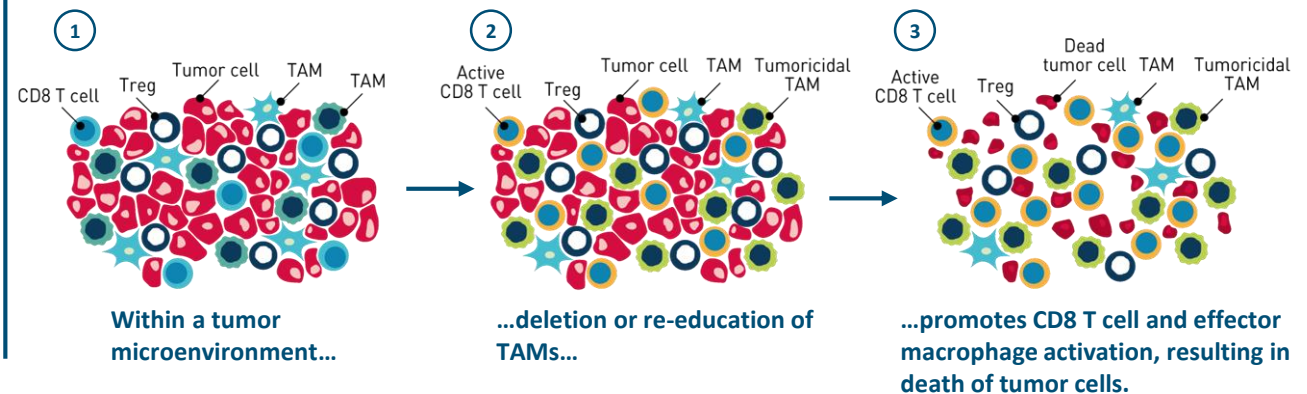 1
CD8 T cell
Treg
Tumor cell
TAM
TAM
Within a tumor
microenvironment...
2
Active
CD8 T cell
Treg
Tumor cell
TAM
Tumoricidal
TAM
...deletion or re-education of
TAMs...
3
Active
CD8 T cell
Treg
Dead
tumor cell
TAM
Tumoricidal
TAM
...promotes CD8 T cell and effector
macrophage activation, resulting in
death of tumor cells.